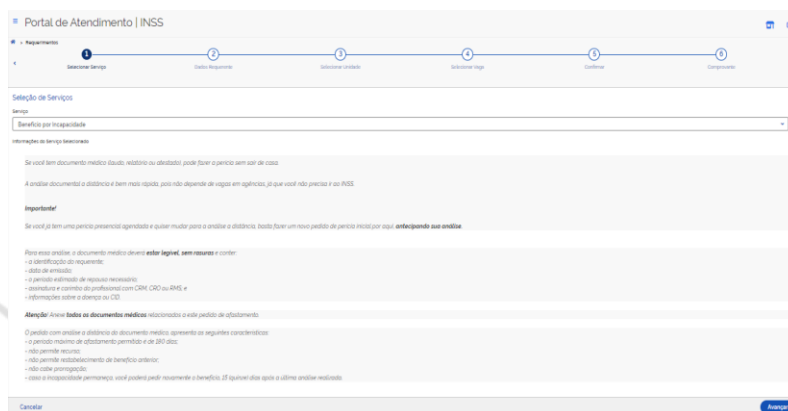 Portal de Atendimento | INSS
> Requerimentos
1 2 3 4 5 6
Selecionar Serviço Dados Requerente Selecionar Unidade Selecionar Vaga Confirmar Comprovante
Seleção de Serviços
Serviço
Benefício por Incapacidade
Informações do Serviço Selecionado
Se você tem documento médico (laudo, relatório ou atestado), pode fazer a perícia sem sair de casa.
A análise documental a distância é bem mais rápida, pois não depende de vagas em agências, já que você não precisa ir ao INSS.
Importante!
Se você já tem uma perícia presencial agendada e quiser mudar para a análise a distância, basta fazer um novo pedido de perícia inicial por aqui, antecipando sua análise.
Para essa análise, o documento médico deverá estar legível, sem rasuras e conter:
- a identificação do requerente;
- data de emissão;
- o período estimado de repouso necessário;
- assinatura e carimbo do profissional com CRM, CRO ou RMS; e
- informações sobre a doença ou CID.
Atenção! Anexe todos os documentos médicos relacionados a este pedido de afastamento.
O pedido com análise a distância do documento médico, apresenta as seguintes características:
- o período máximo de afastamento permitido é de 180 dias;
- não permite recurso;
- não permite restabelecimento de benefício anterior;
- não cabe prorrogação;
- caso a incapacidade permaneça, você poderá pedir novamente o benefício, 15 (quinze) dias após a última análise realizada.
Cancelar Avançar